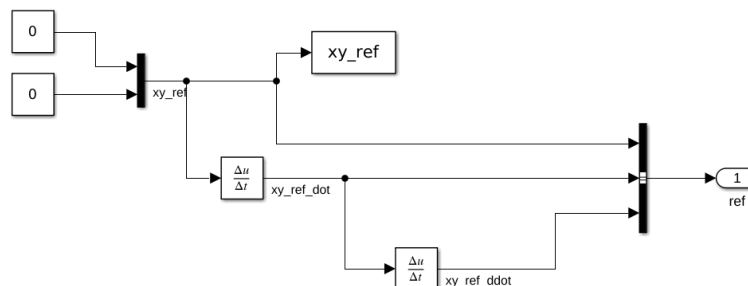 0
xy_ref
0
xy_ref
Δu
Δt
xy_ref_dot
1
ref
Δu
Δt
xy_ref_ddot